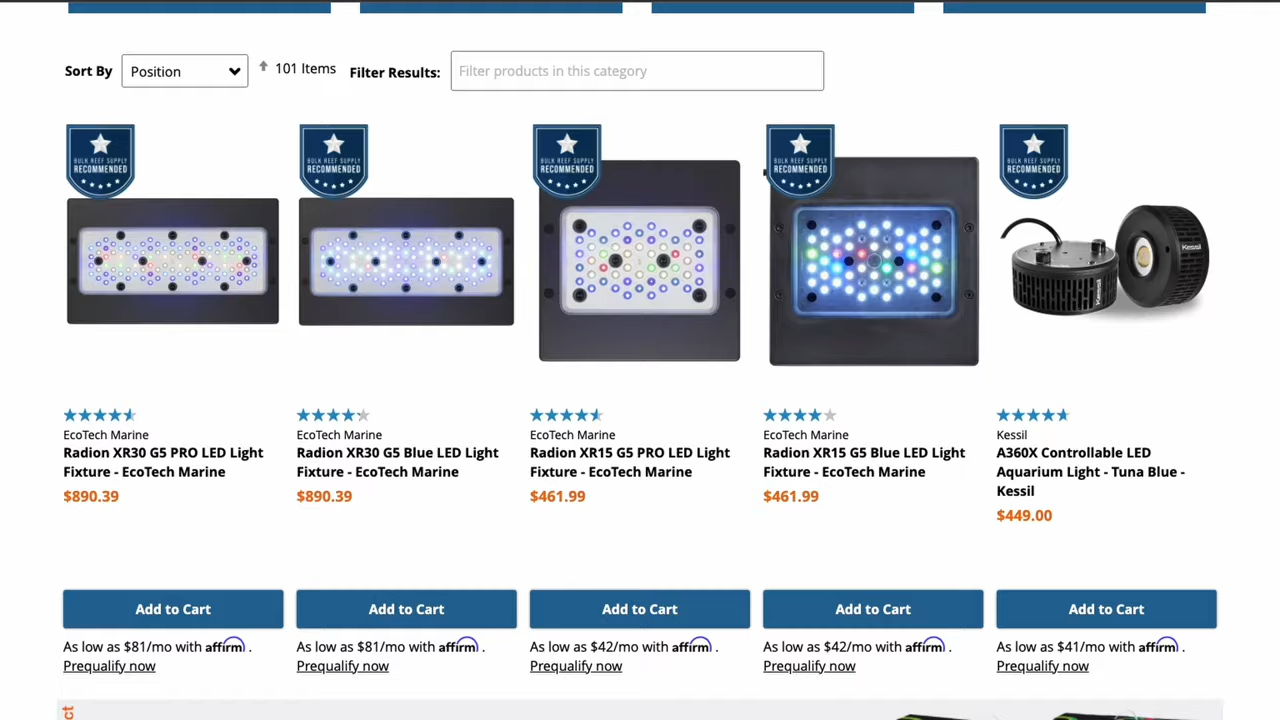 Sort By
Position
101 Items
Filter Results:
Filter products in this category
BULK REEF SUPPLY
RECOMMENDED
BULK REEF SUPPLY
RECOMMENDED
BULK REEF SUPPLY
RECOMMENDED
BULK REEF SUPPLY
RECOMMENDED
BULK REEF SUPPLY
RECOMMENDED
Kessil
Kessil
EcoTech Marine
Radion XR30 G5 PRO LED Light
Fixture - EcoTech Marine
$890.39
EcoTech Marine
Radion XR30 G5 Blue LED Light
Fixture - EcoTech Marine
$890.39
EcoTech Marine
Radion XR15 G5 PRO LED Light
Fixture - EcoTech Marine
$461.99
EcoTech Marine
Radion XR15 G5 Blue LED Light
Fixture - EcoTech Marine
$461.99
Kessil
A360X Controllable LED
Aquarium Light - Tuna Blue -
Kessil
$449.00
Add to Cart
Add to Cart
Add to Cart
Add to Cart
Add to Cart
As low as $81/mo with affirm.
Prequalify now
As low as $81/mo with affirm.
Prequalify now
As low as $42/mo with affirm.
Prequalify now
As low as $42/mo with affirm.
Prequalify now
As low as $41/mo with affirm.
Prequalify now